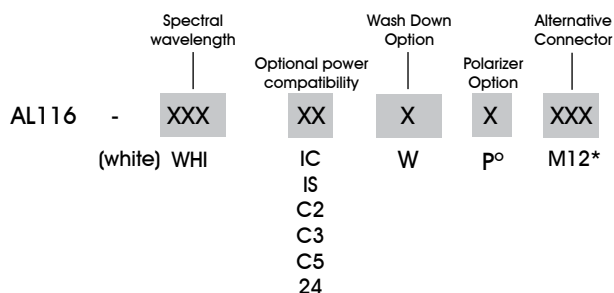 Spectral wavelength
Optional power compatibility
Wash Down Option
Polarizer Option
Alternative Connector
AL116 - XXX XX X X XXX
(white) WHI IC W Pº M12*
IS
C2
C3
C5
24